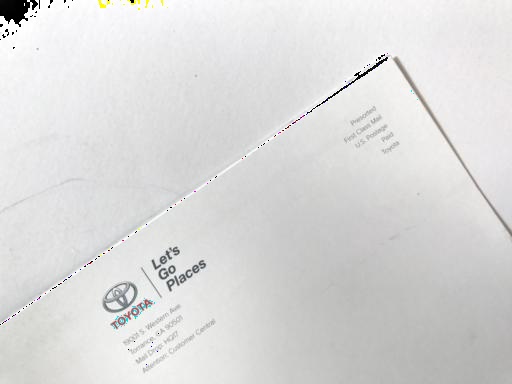 Presorted
First Class Mail
U.S. Postage
Paid
Toyota
TOYOTA
Let's
Go
Places
19001 S. Western Ave
Torrance, CA 90501
Mail Drop: HQ17
Attention: Customer Central